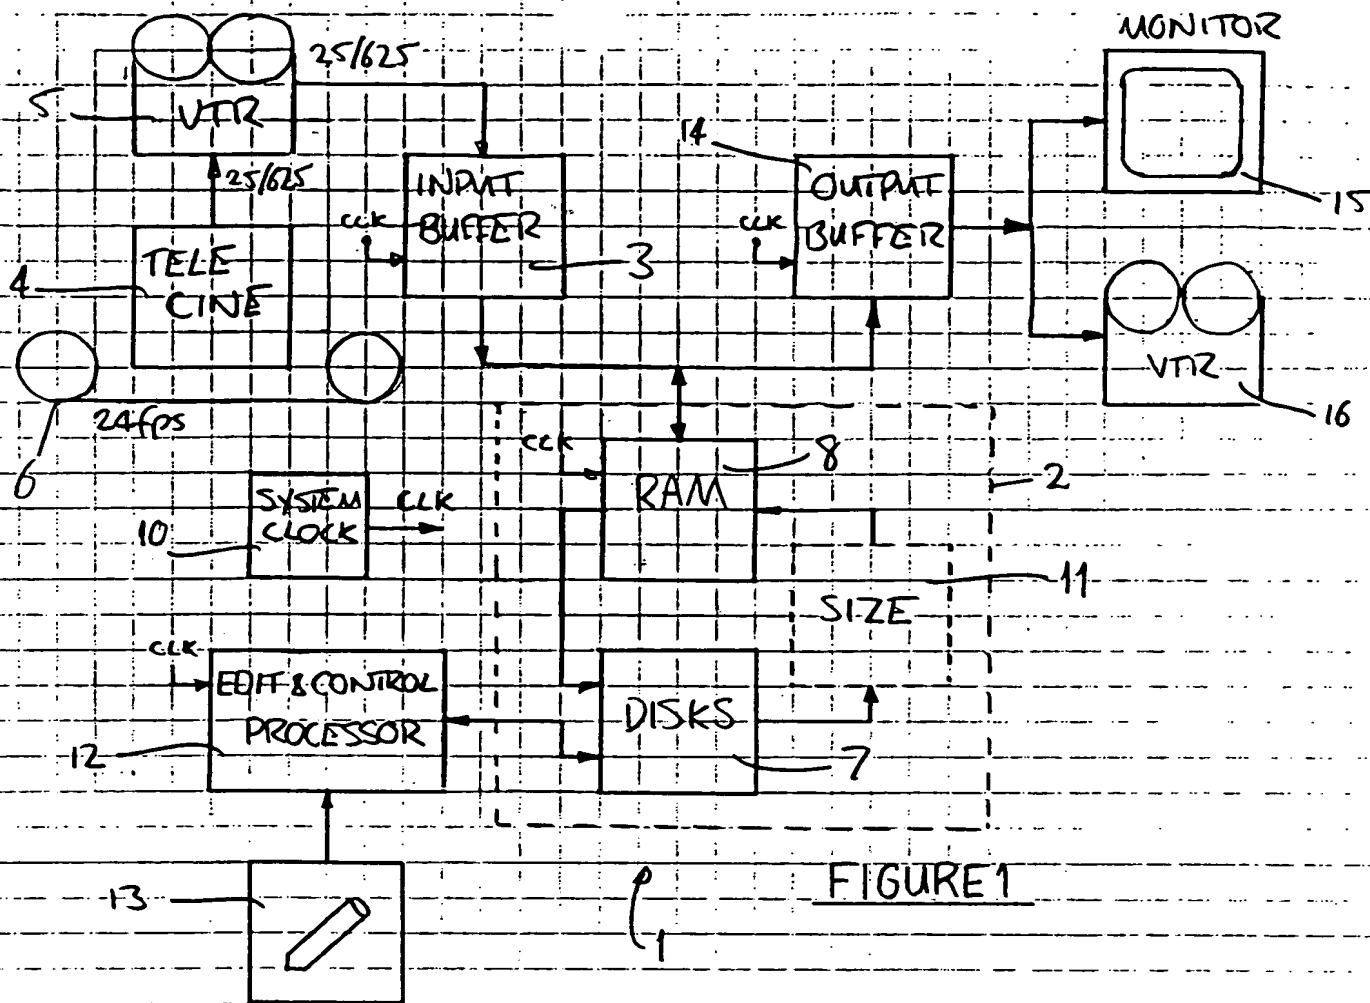 MONITOR
25/625
5
VTR
14
25/625
INPUT
BUFFER
OUTPUT
BUFFER
15
CLK
CLK
TELE
CINE
3
4
VTR
24fps
16
6
CLK
8
RAM
2
SYSTEM
CLOCK
CLK
10
11
SIZE
CLK
EDIT & CONTROL
PROCESSOR
DISKS
12
7
FIGURE 1
13
1